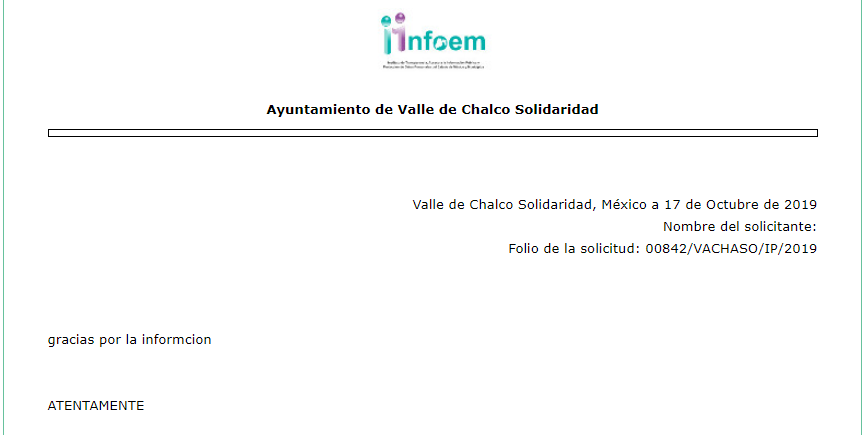 infoem
Ayuntamiento de Valle de Chalco Solidaridad
Valle de Chalco Solidaridad, México a 17 de Octubre de 2019
Nombre del solicitante:
Folio de la solicitud: 00842/VACHASO/IP/2019
gracias por la informcion
ATENTAMENTE